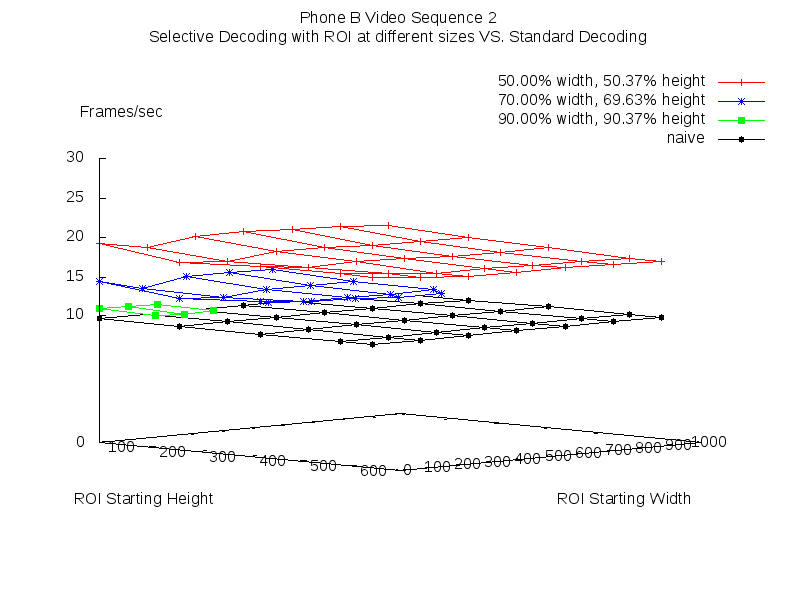 Phone B Video Sequence 2
Selective Decoding with ROI at different sizes VS. Standard Decoding
50.00% width, 50.37% height
70.00% width, 69.63% height
90.00% width, 90.37% height
naive
Frames/sec
30
25
20
15
10
0
100 200 300 400 500 600
0 100 200 300 400 500 600 700 800 900 1000
ROI Starting Height
ROI Starting Width